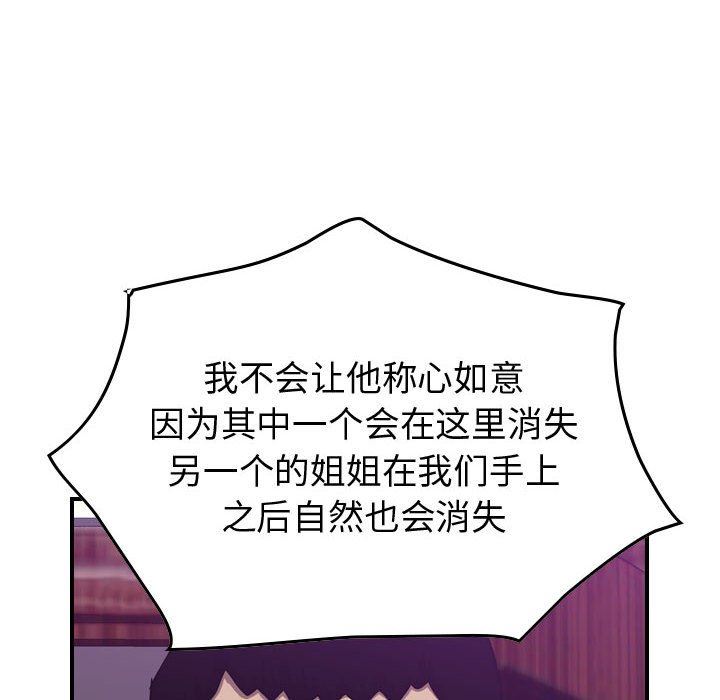 我不会让他称心如意
因为其中一个会在这里消失
另一个的姐姐在我们手上
之后自然也会消失